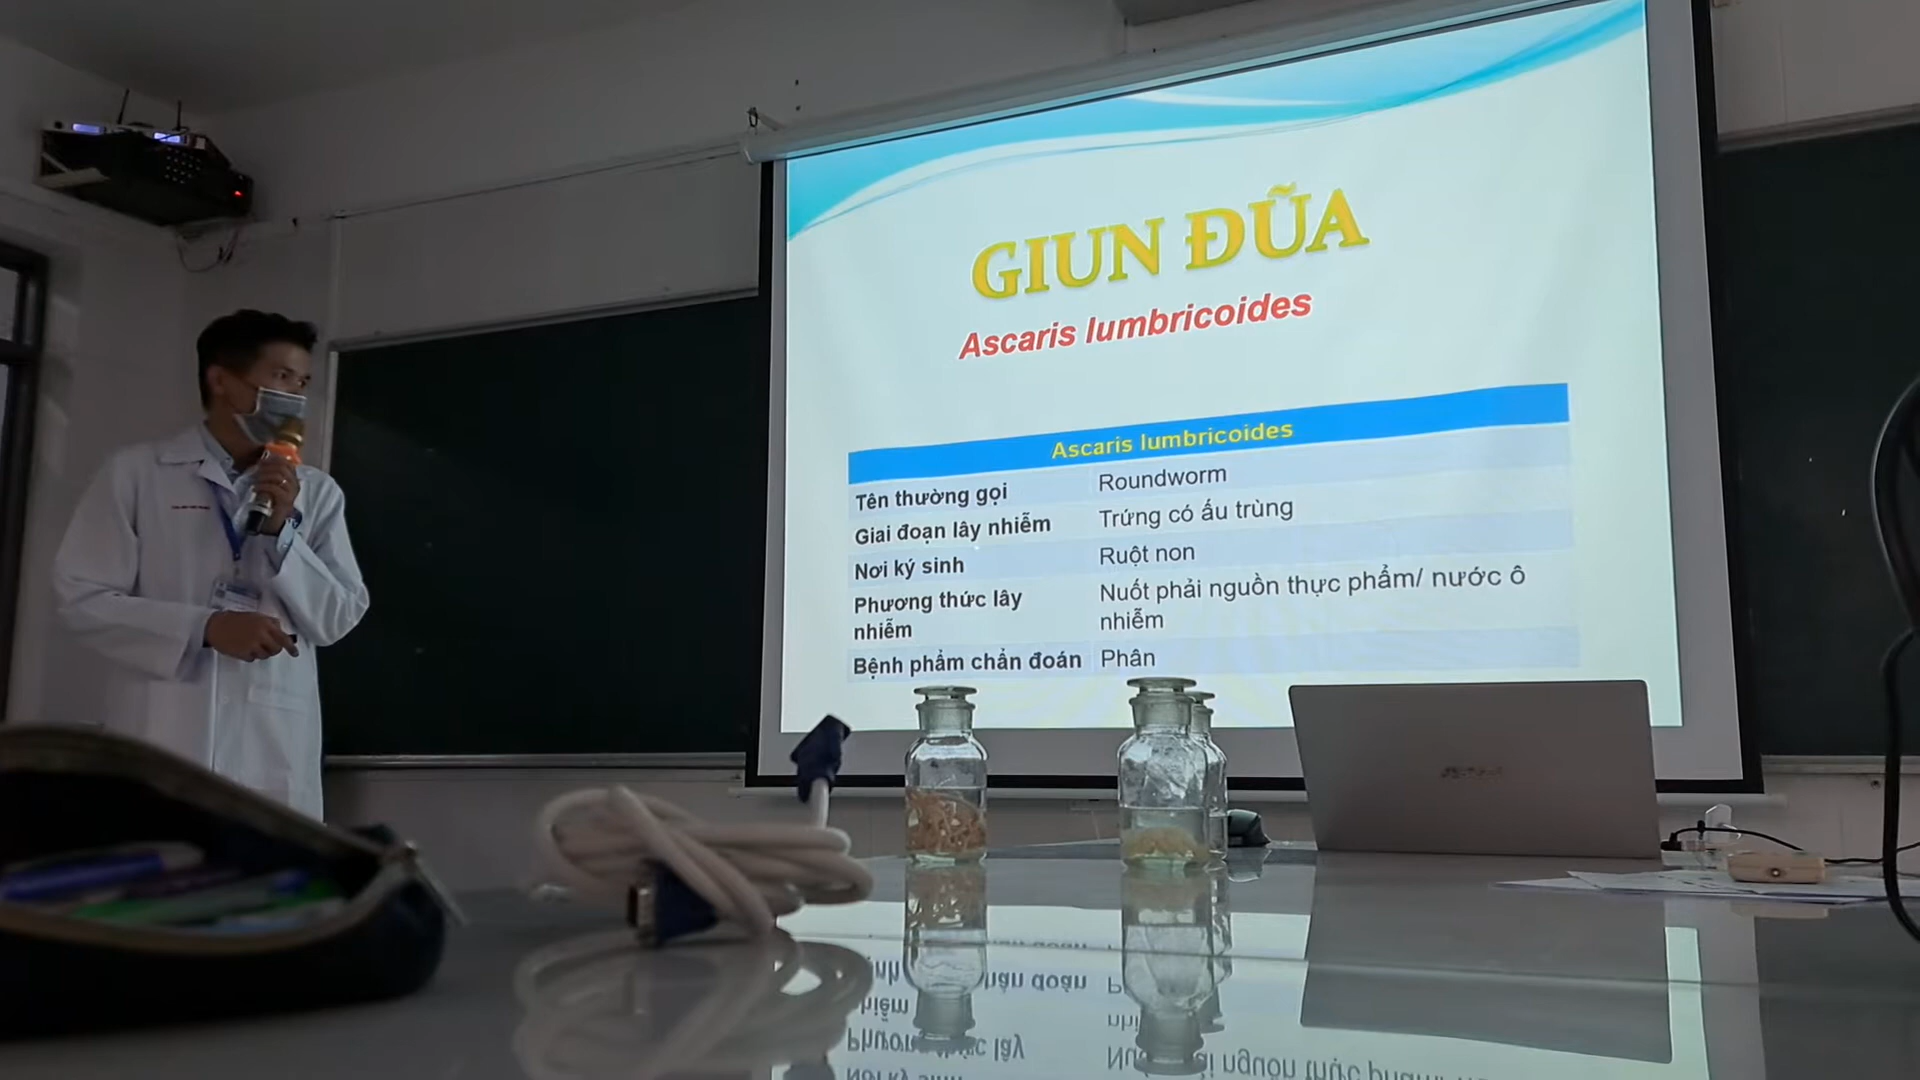 GIUN ĐŨA
Ascaris lumbricoides
Ascaris lumbricoides
Tên thường gọi Roundworm
Giai đoạn lây nhiễm Trứng có ấu trùng
Nơi ký sinh Ruột non
Phương thức lây Nuốt phải nguồn thực phẩm/ nước ô
nhiễm nhiễm
Bệnh phẩm chẩn đoán Phân